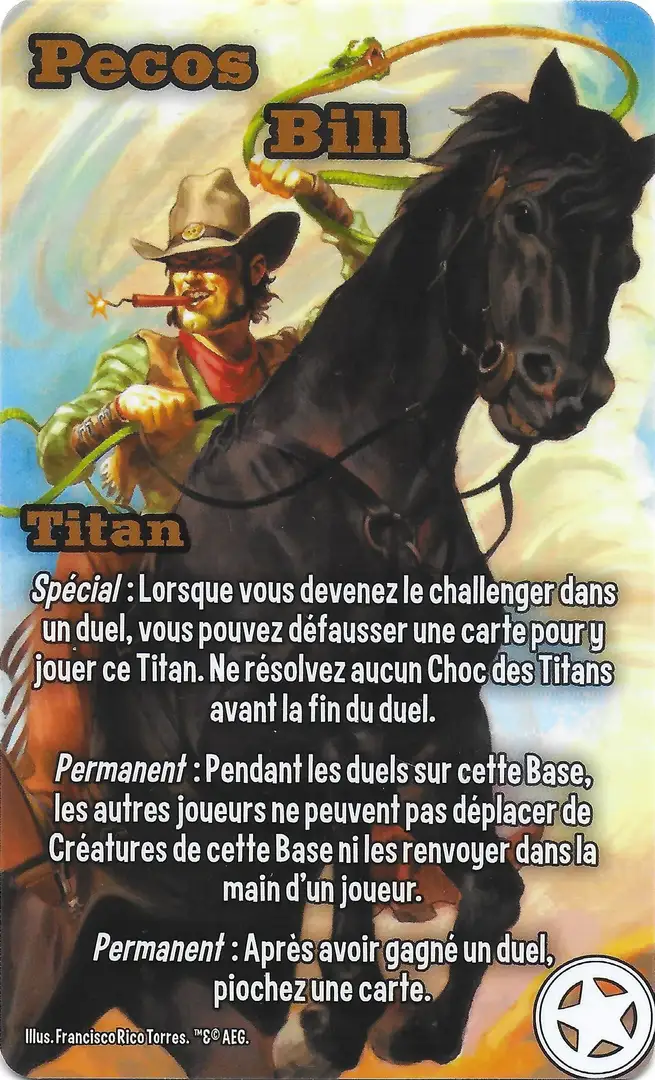 Pecos
Bill
Titan
Spécial : Lorsque vous devenez le challenger dans
un duel, vous pouvez défausser une carte pour y
jouer ce Titan. Ne résolvez aucun Choc des Titans
avant la fin du duel.
Permanent : Pendant les duels sur cette Base,
les autres joueurs ne peuvent pas déplacer de
Créatures de cette Base ni les renvoyer dans la
main d'un joueur.
Permanent : Après avoir gagné un duel,
piochez une carte.
Illus. Francisco Rico Torres. ™&© AEG.